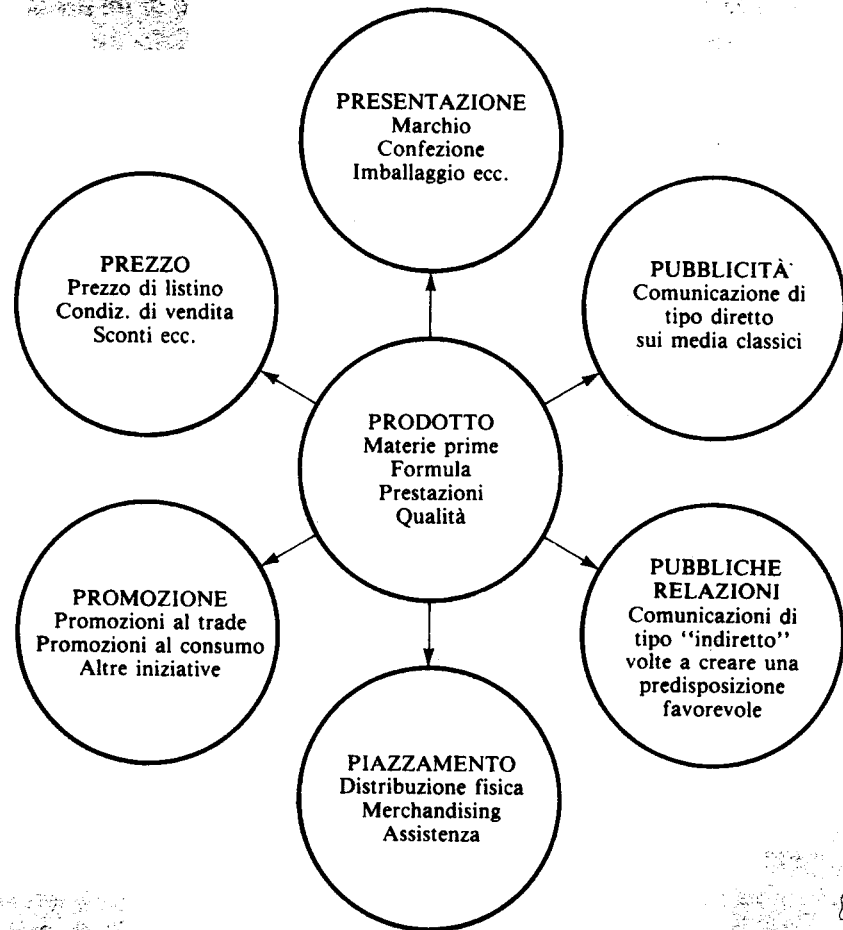 PRESENTAZIONE
Marchio
Confezione
Imballaggio ecc.
PREZZO
Prezzo di listino
Condiz. di vendita
Sconti ecc.
PUBBLICITÀ
Comunicazione di
tipo diretto
sui media classici
PRODOTTO
Materie prime
Formula
Prestazioni
Qualità
PROMOZIONE
Promozioni al trade
Promozioni al consumo
Altre iniziative
PUBBLICHE
RELAZIONI
Comunicazioni di
tipo “indiretto”
volte a creare una
predisposizione
favorevole
PIAZZAMENTO
Distribuzione fisica
Merchandising
Assistenza